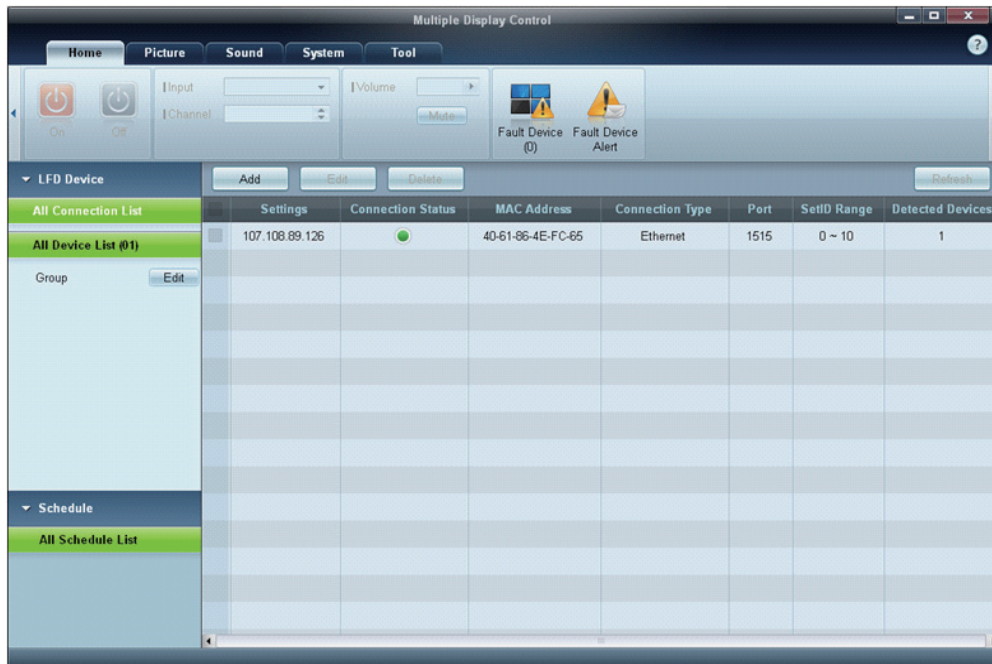 Multiple Display Control
Home Picture Sound System Tool
?
On Off
Input
Channel
Volume
Mute
Fault Device
(0)
Fault Device
Alert
LFD Device
All Connection List
All Device List (01)
Group Edit
Schedule
All Schedule List
Add Edit Delete Refresh
Settings Connection Status MAC Address Connection Type Port SetID Range Detected Devices
107.108.89.126 40-61-86-4E-FC-65 Ethernet 1515 0 ~ 10 1